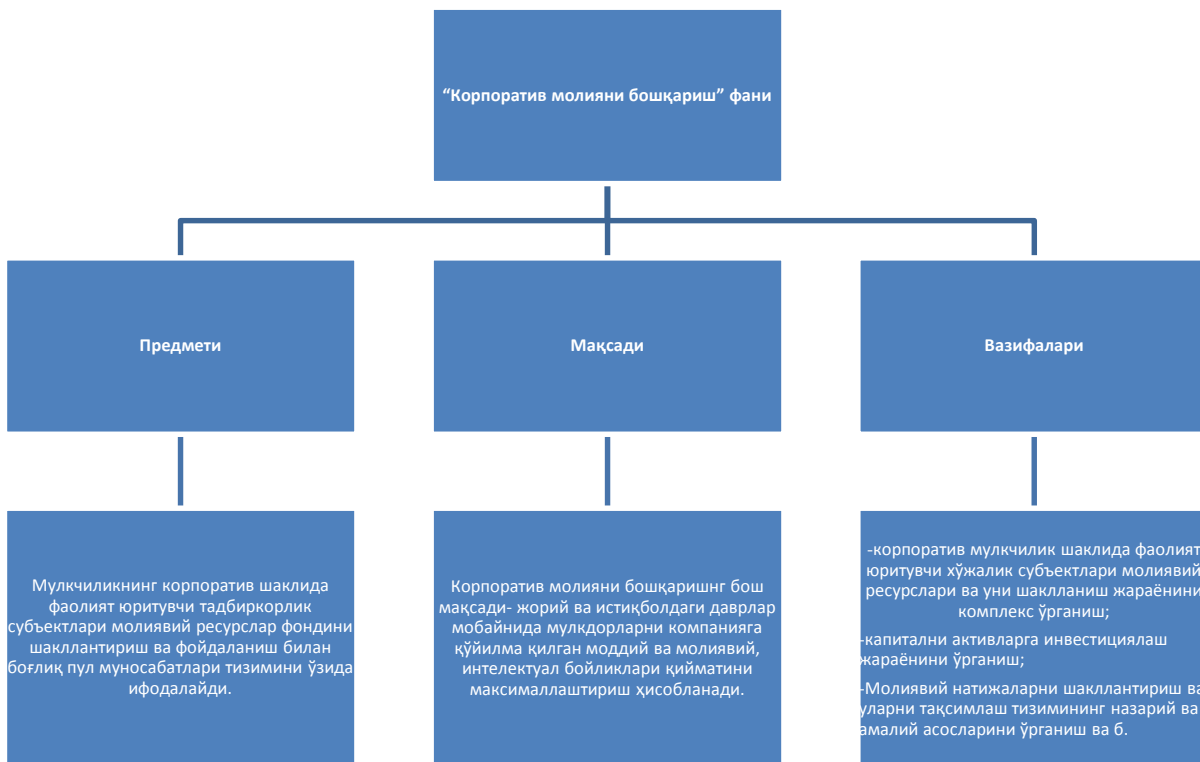 “Корпоратив молияни бошқариш” фани
Предмети
Мақсади
Вазифалари
Мулкчиликнинг корпоратив шаклида
фаолият юритувчи тадбиркорлик
субъектлари молиявий ресурслар фондини
шакллантириш ва фойдаланиш билан
боғлиқ пул муносабатлари тизимини ўзида
ифодалайди.
Корпоратив молияни бошқаришнг бош
мақсади- жорий ва истиқболдаги даврлар
мобайнида мулкдорларни компанияга
қўйилма қилган моддий ва молиявий,
интелектуал бойликлари қийматини
максималлаштириш ҳисобланади.
-корпоратив мулкчилик шаклида фаолият
юритувчи хўжалик субъектлари молиявий
ресурслари ва уни шаклланиш жараёнини
комплекс ўрганиш;
-капитални активларга инвестициялаш
жараёнини ўрганиш;
-Молиявий натижаларни шакллантириш ва
уларни тақсимлаш тизимининг назарий ва
амалий асосларини ўрганиш ва б.